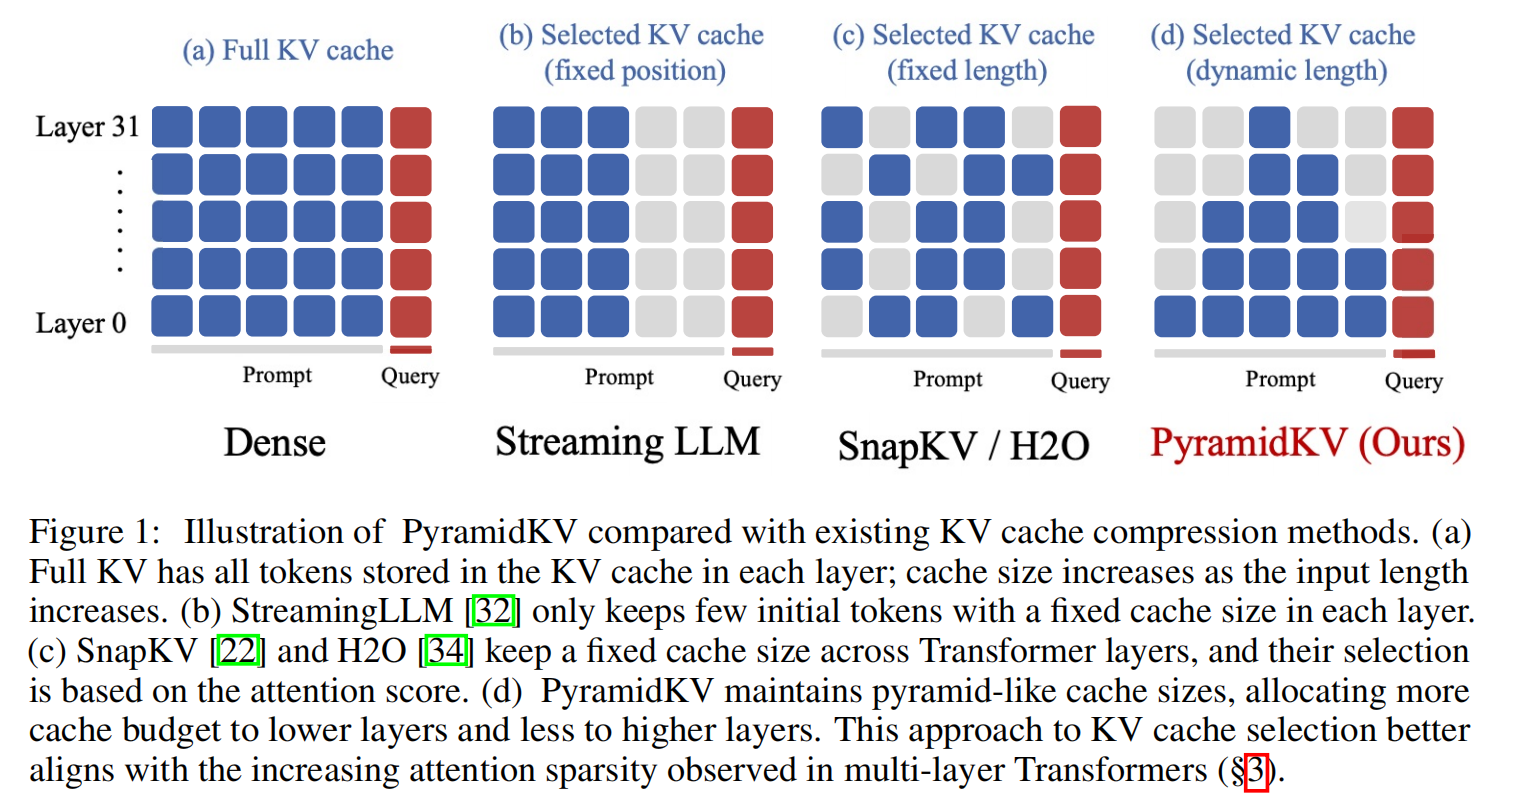 (a) Full KV cache
(b) Selected KV cache
(fixed position)
(c) Selected KV cache
(fixed length)
(d) Selected KV cache
(dynamic length)
Layer 31
Layer 0
Prompt
Query
Prompt
Query
Prompt
Query
Prompt
Query
Dense
Streaming LLM
SnapKV / H2O
PyramidKV (Ours)
Figure 1: Illustration of PyramidKV compared with existing KV cache compression methods. (a)
Full KV has all tokens stored in the KV cache in each layer; cache size increases as the input length
increases. (b) StreamingLLM [32] only keeps few initial tokens with a fixed cache size in each layer.
(c) SnapKV [22] and H2O [34] keep a fixed cache size across Transformer layers, and their selection
is based on the attention score. (d) PyramidKV maintains pyramid-like cache sizes, allocating more
cache budget to lower layers and less to higher layers. This approach to KV cache selection better
aligns with the increasing attention sparsity observed in multi-layer Transformers (§3).